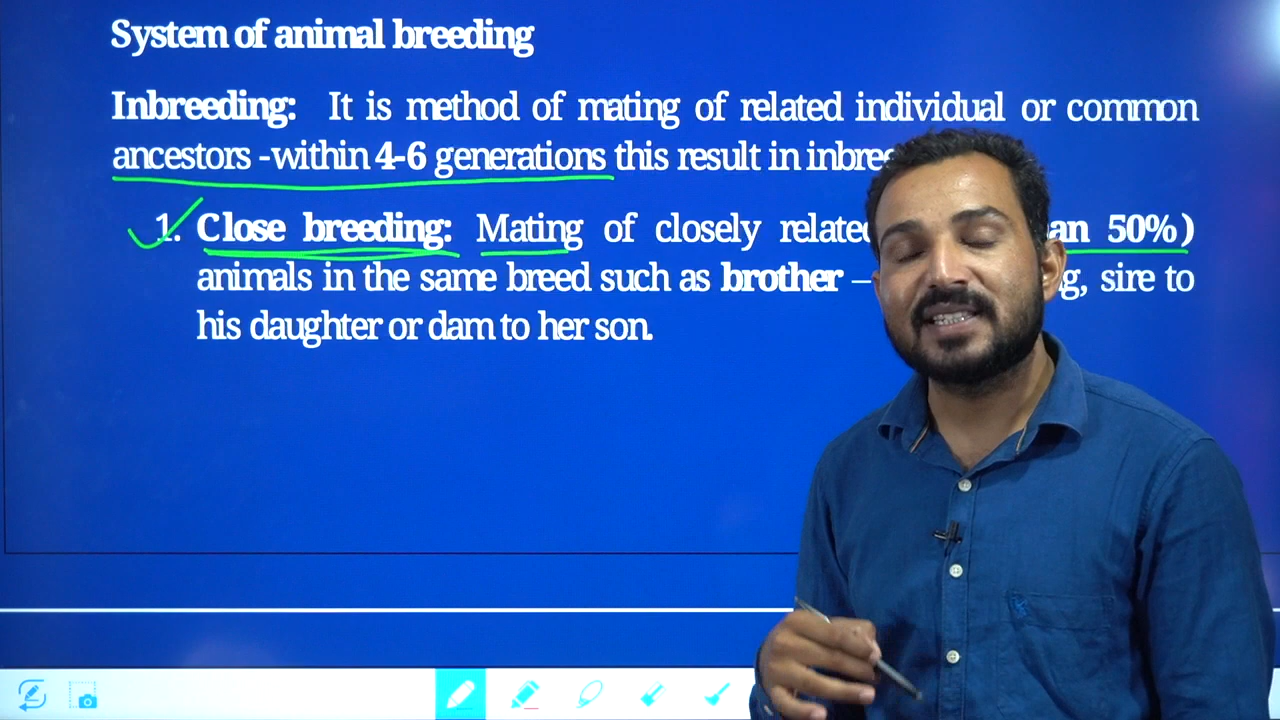 System of animal breeding
Inbreeding: It is method of mating of related individual or common
ancestors -within 4-6 generations this result in
1. Close breeding: Mating of closely 50%)
animals in the same breed such as brother – sire to
his daughter or dam to her son.